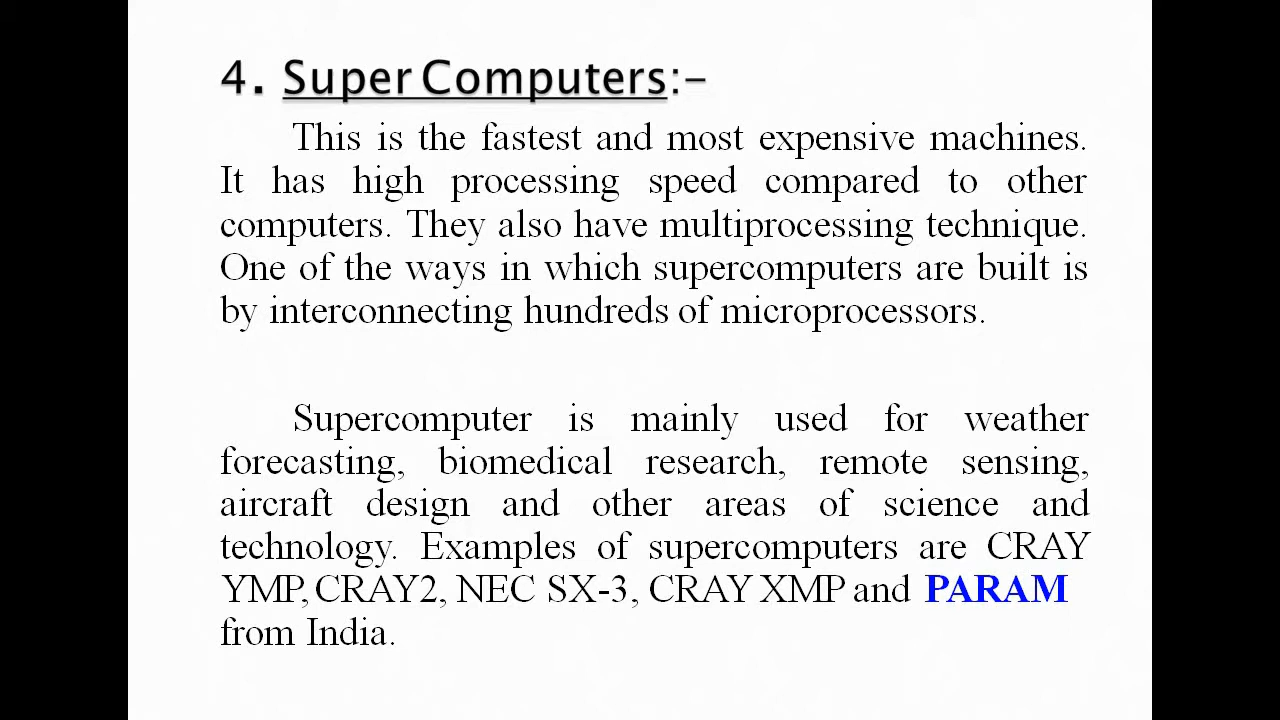 4. Super Computers:-
This is the fastest and most expensive machines.
It has high processing speed compared to other
computers. They also have multiprocessing technique.
One of the ways in which supercomputers are built is
by interconnecting hundreds of microprocessors.
Supercomputer is mainly used for weather
forecasting, biomedical research, remote sensing,
aircraft design and other areas of science and
technology. Examples of supercomputers are CRAY
YMP, CRAY2, NEC SX-3, CRAY XMP and PARAM
from India.